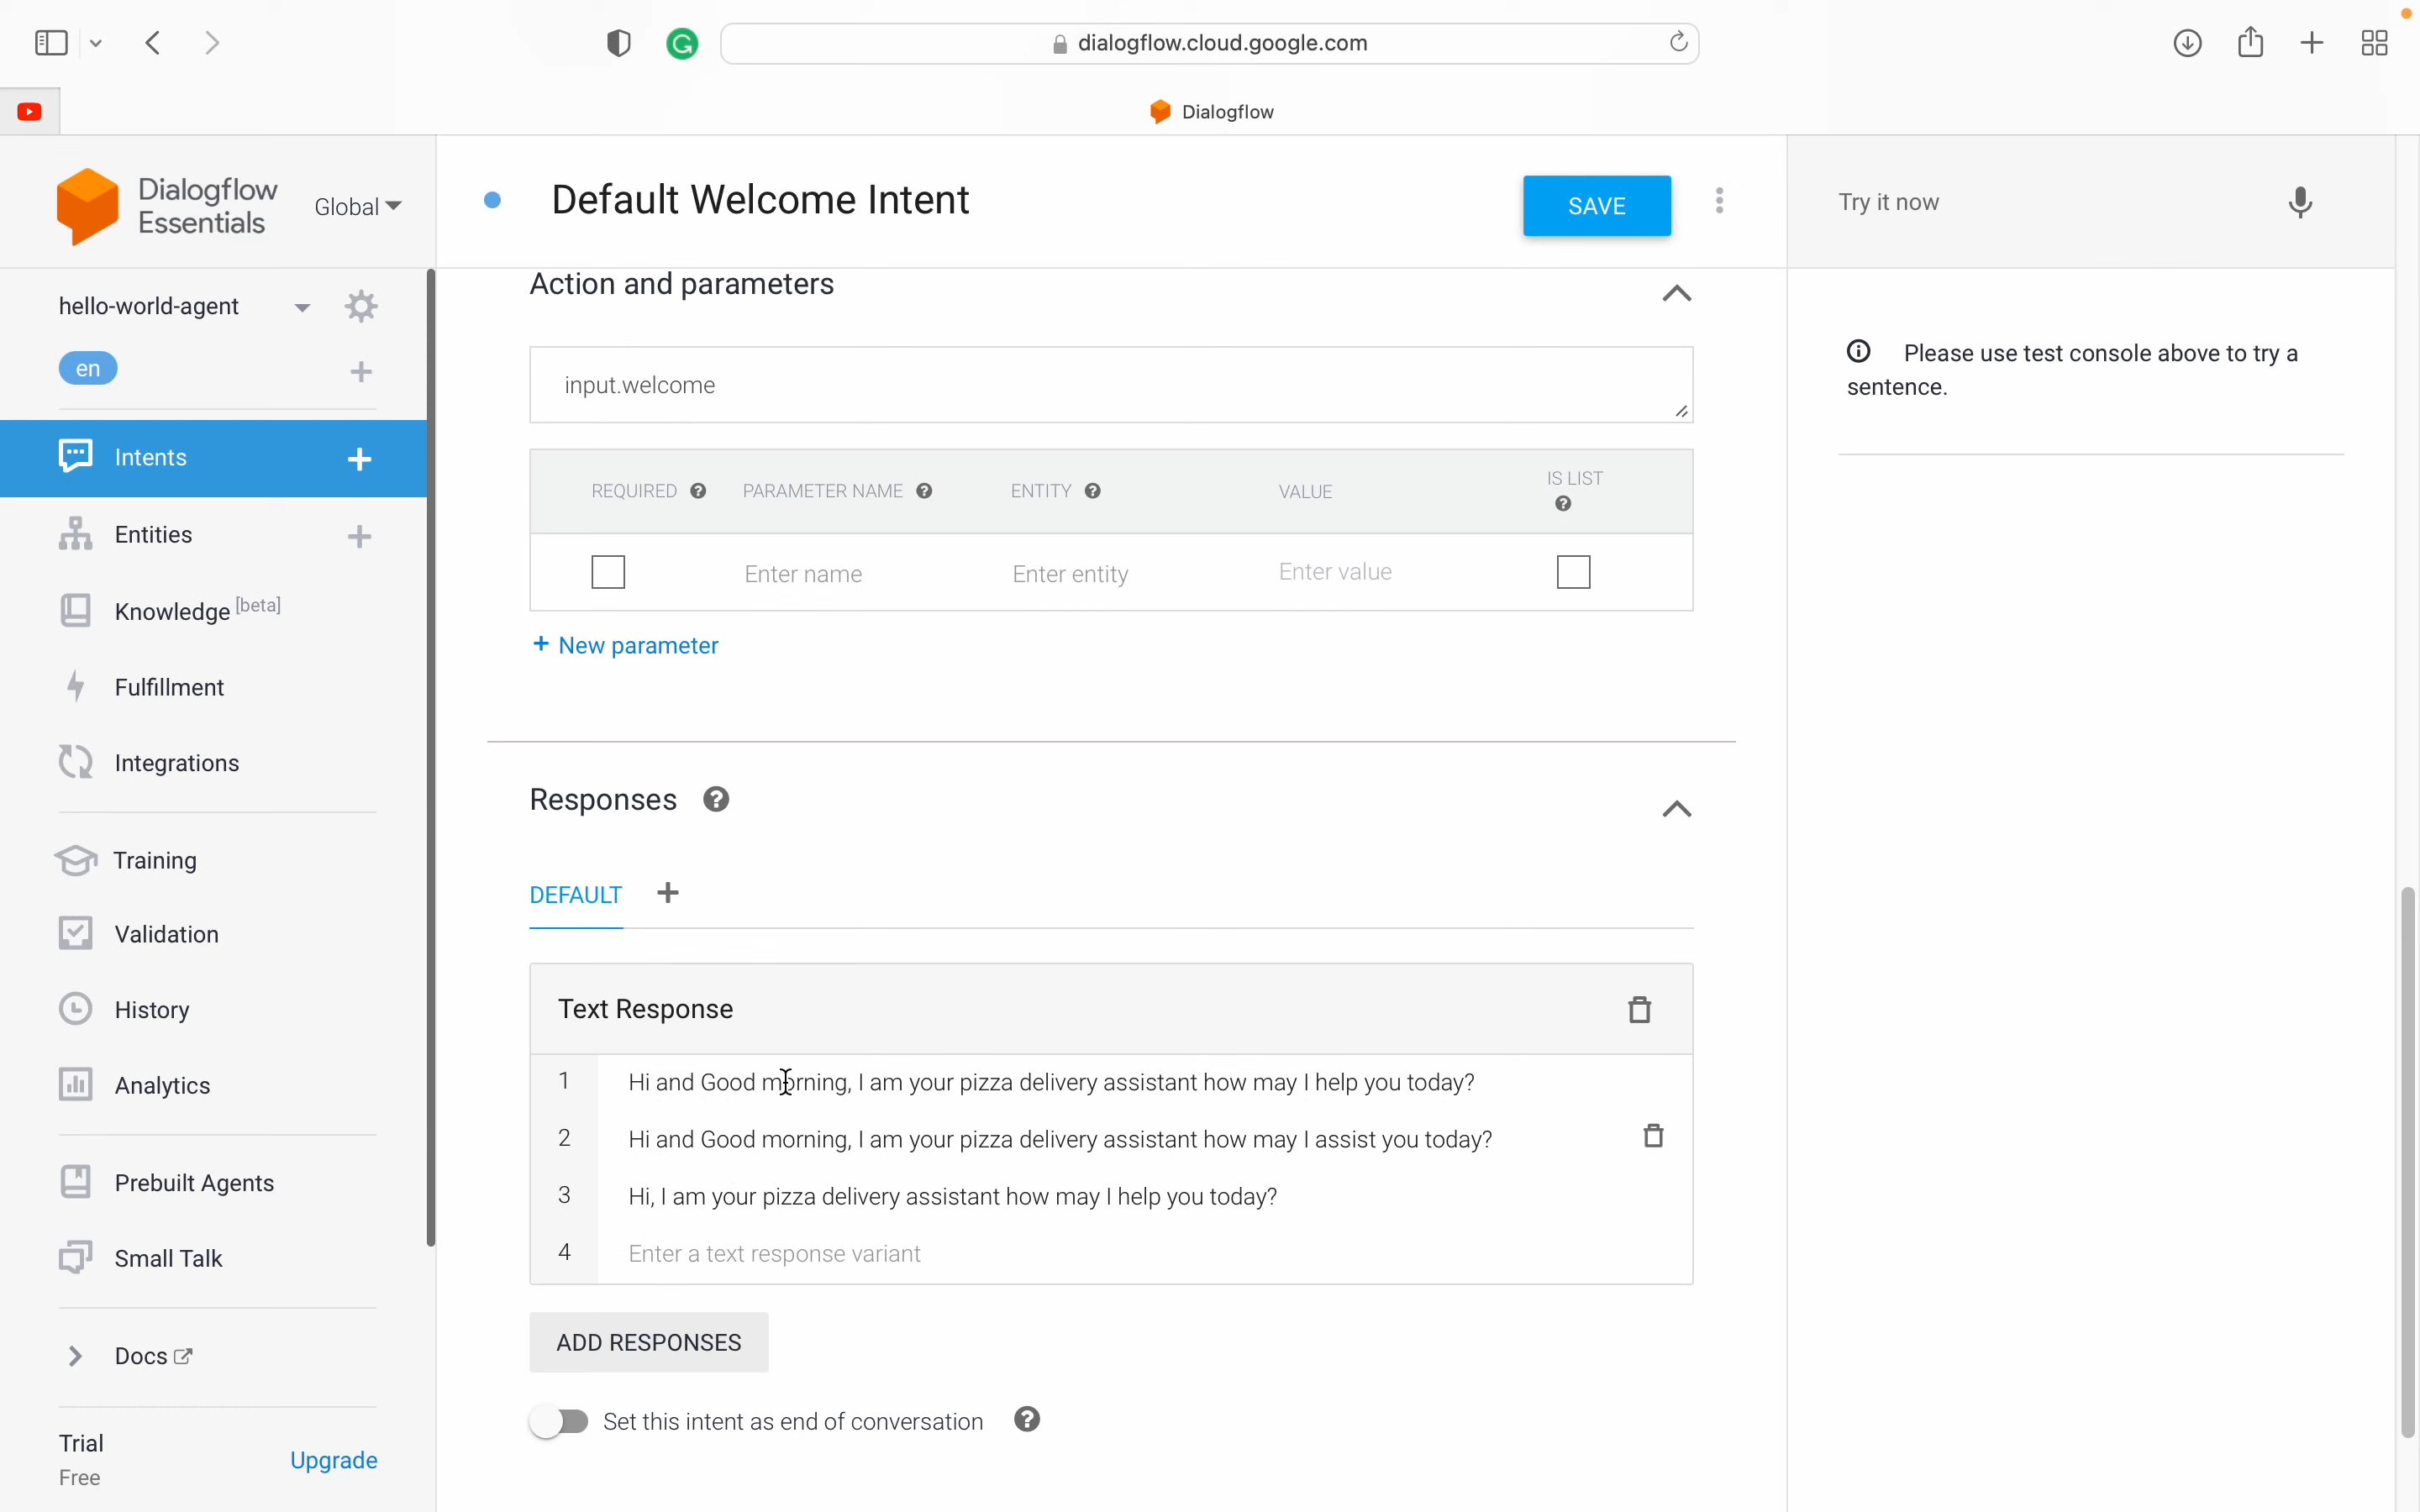 dialogflow.cloud.google.com
Dialogflow
Dialogflow
Essentials
Global
hello-world-agent
en
Intents
Entities
Knowledge [beta]
Fulfillment
Integrations
Training
Validation
History
Analytics
Prebuilt Agents
Small Talk
Docs
Trial
Free
Upgrade
Default Welcome Intent
SAVE
Action and parameters
input.welcome
REQUIRED PARAMETER NAME ENTITY VALUE IS LIST
Enter name Enter entity Enter value
+ New parameter
Responses
DEFAULT +
Text Response
1 Hi and Good morning, I am your pizza delivery assistant how may I help you today?
2 Hi and Good morning, I am your pizza delivery assistant how may I assist you today?
3 Hi, I am your pizza delivery assistant how may I help you today?
4 Enter a text response variant
ADD RESPONSES
Set this intent as end of conversation
Try it now
Please use test console above to try a
sentence.